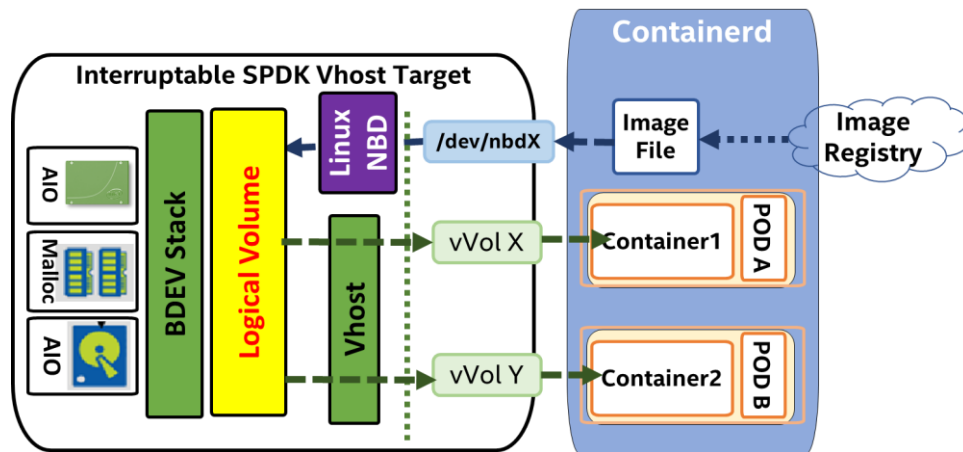 Containerd
Interruptable SPDK Vhost Target
AIO
Malloc
AIO
BDEV Stack
Logical Volume
Linux
NBD
Vhost
/dev/nbdX
Image
File
Image
Registry
vVol X
Container1
POD A
vVol Y
Container2
POD B